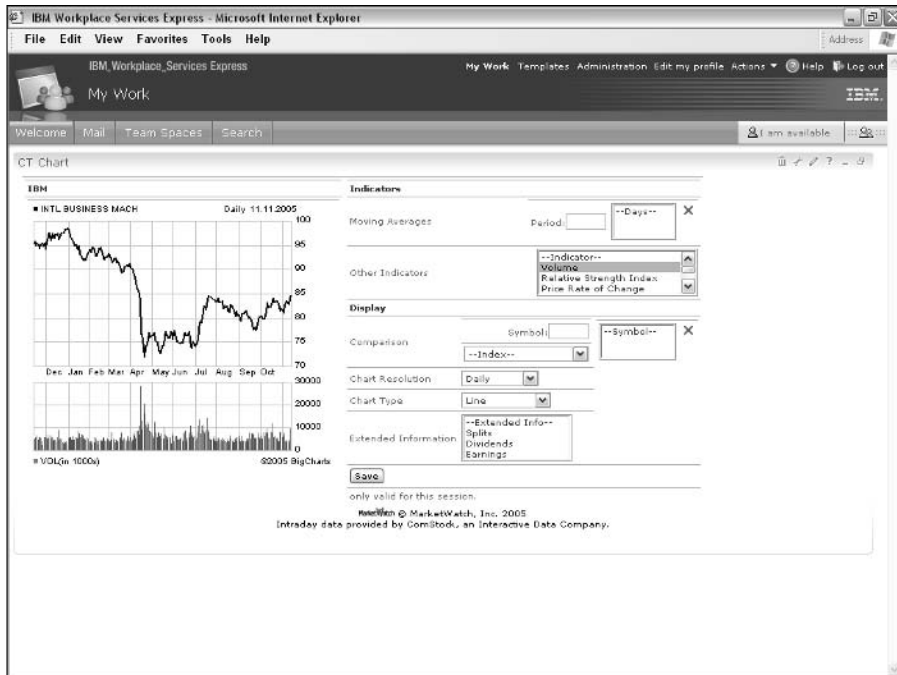 IBM Workplace Services Express - Microsoft Internet Explorer
File Edit View Favorites Tools Help
Address
IBM, Workplace_Services Express
My Work Templates Administration Edit my profile Actions Help Log out
My Work
IBM.
Welcome Mail Team Spaces Search
I am available
CT Chart
IBM
Indicators
INTL BUSINESS MACH Daily 11.11.2005
100
95
90
85
80
75
70
Dec Jan Feb Mar Apr May Jun Jul Aug Sep Oct
30000
20000
10000
0
VOL(in 1000s) ©2005 BigCharts
Moving Averages Period: --Days--
Other Indicators
--Indicator--
Volume
Relative Strength Index
Price Rate of Change
Display
Comparison Symbol: --Symbol--
--Index--
Chart Resolution Daily
Chart Type Line
Extended Information
--Extended Info--
Splits
Dividends
Earnings
Save
only valid for this session.
MarketWatch © MarketWatch, Inc. 2005
Intraday data provided by ComStock, an Interactive Data Company.